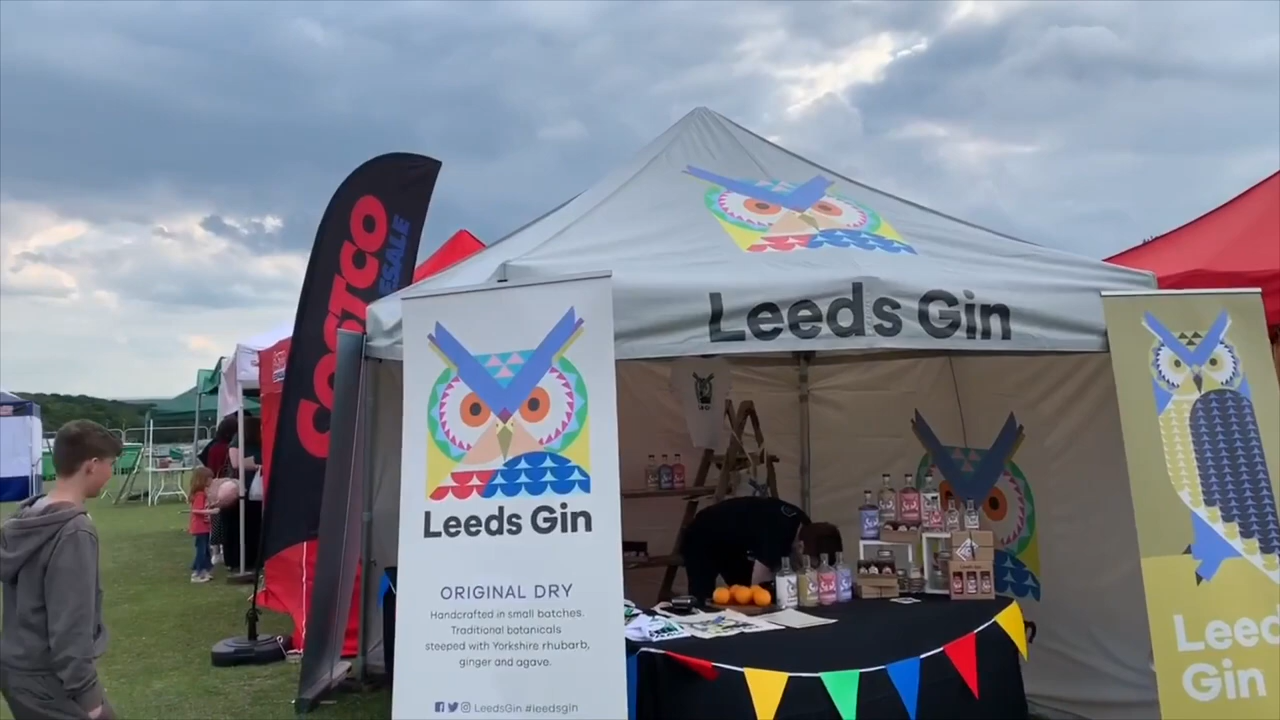 COSTCO
ESALE
Leeds Gin
Leeds Gin
ORIGINAL DRY
Handcrafted in small batches.
Traditional botanicals
steeped with Yorkshire rhubarb,
ginger and agave.
LeedsGin #leedsgin
Leed
Gin